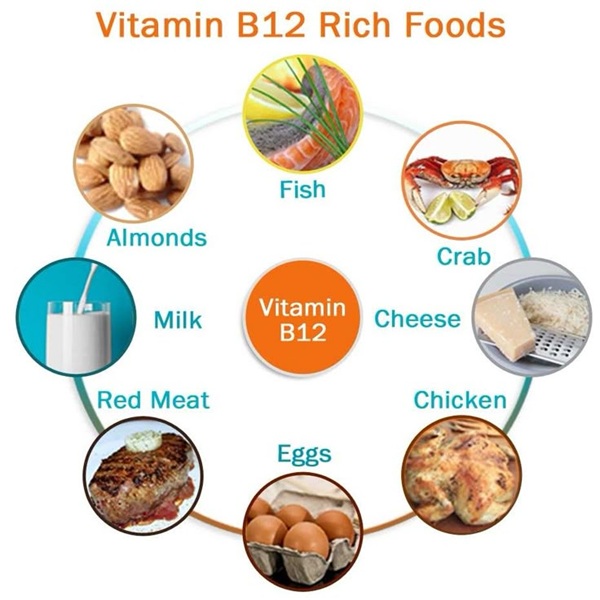 Vitamin B12 Rich Foods
Fish
Almonds
Crab
Milk
Vitamin
B12
Cheese
Red Meat
Chicken
Eggs